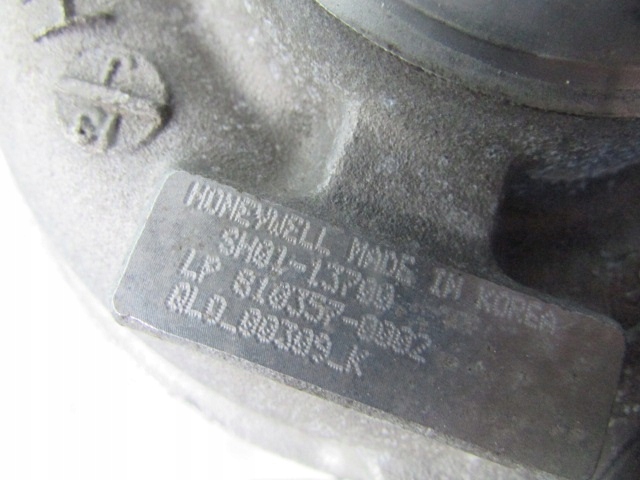 HONEYWELL MADE IN KOREA
SH01-13700
LP 810357-0002
QLD_00309_K